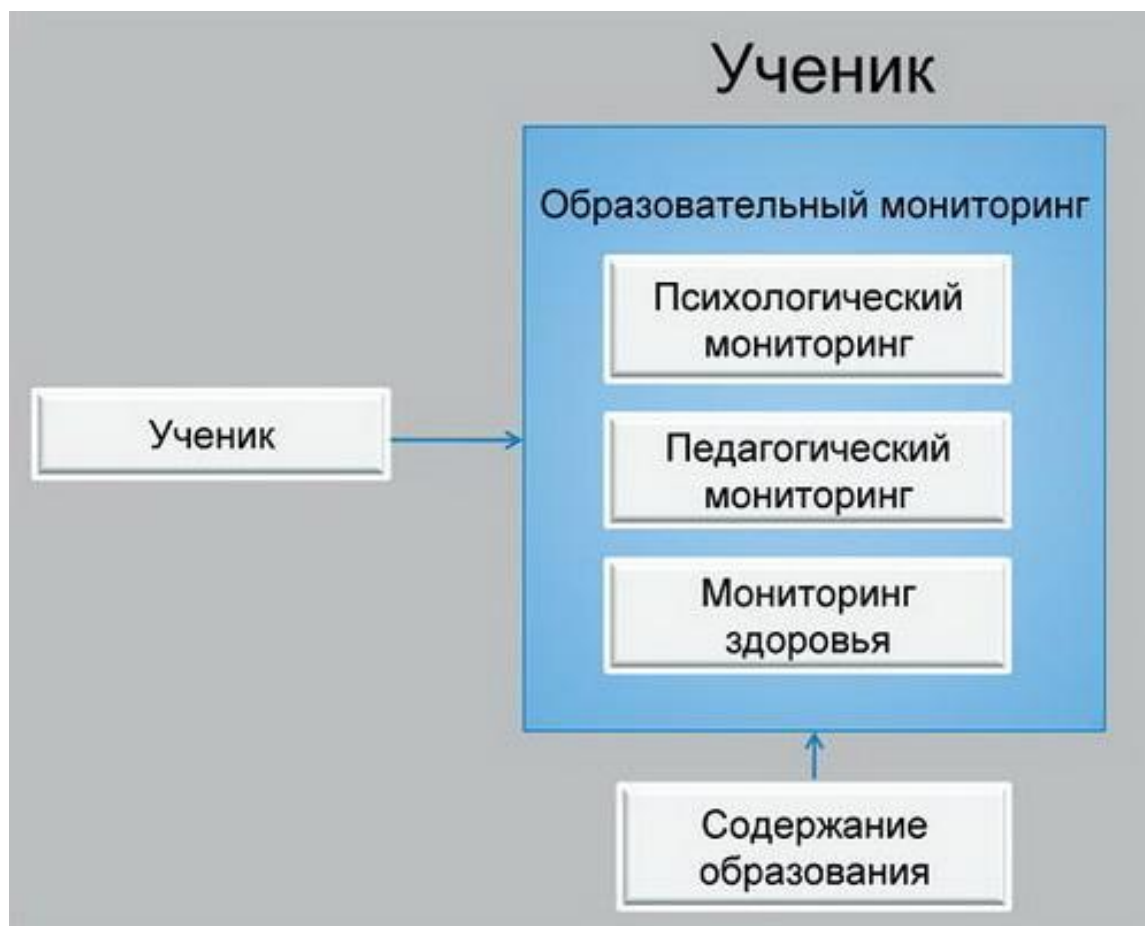 Ученик
Образовательный мониторинг
Психологический
мониторинг
Ученик
Педагогический
мониторинг
Мониторинг
здоровья
Содержание
образования